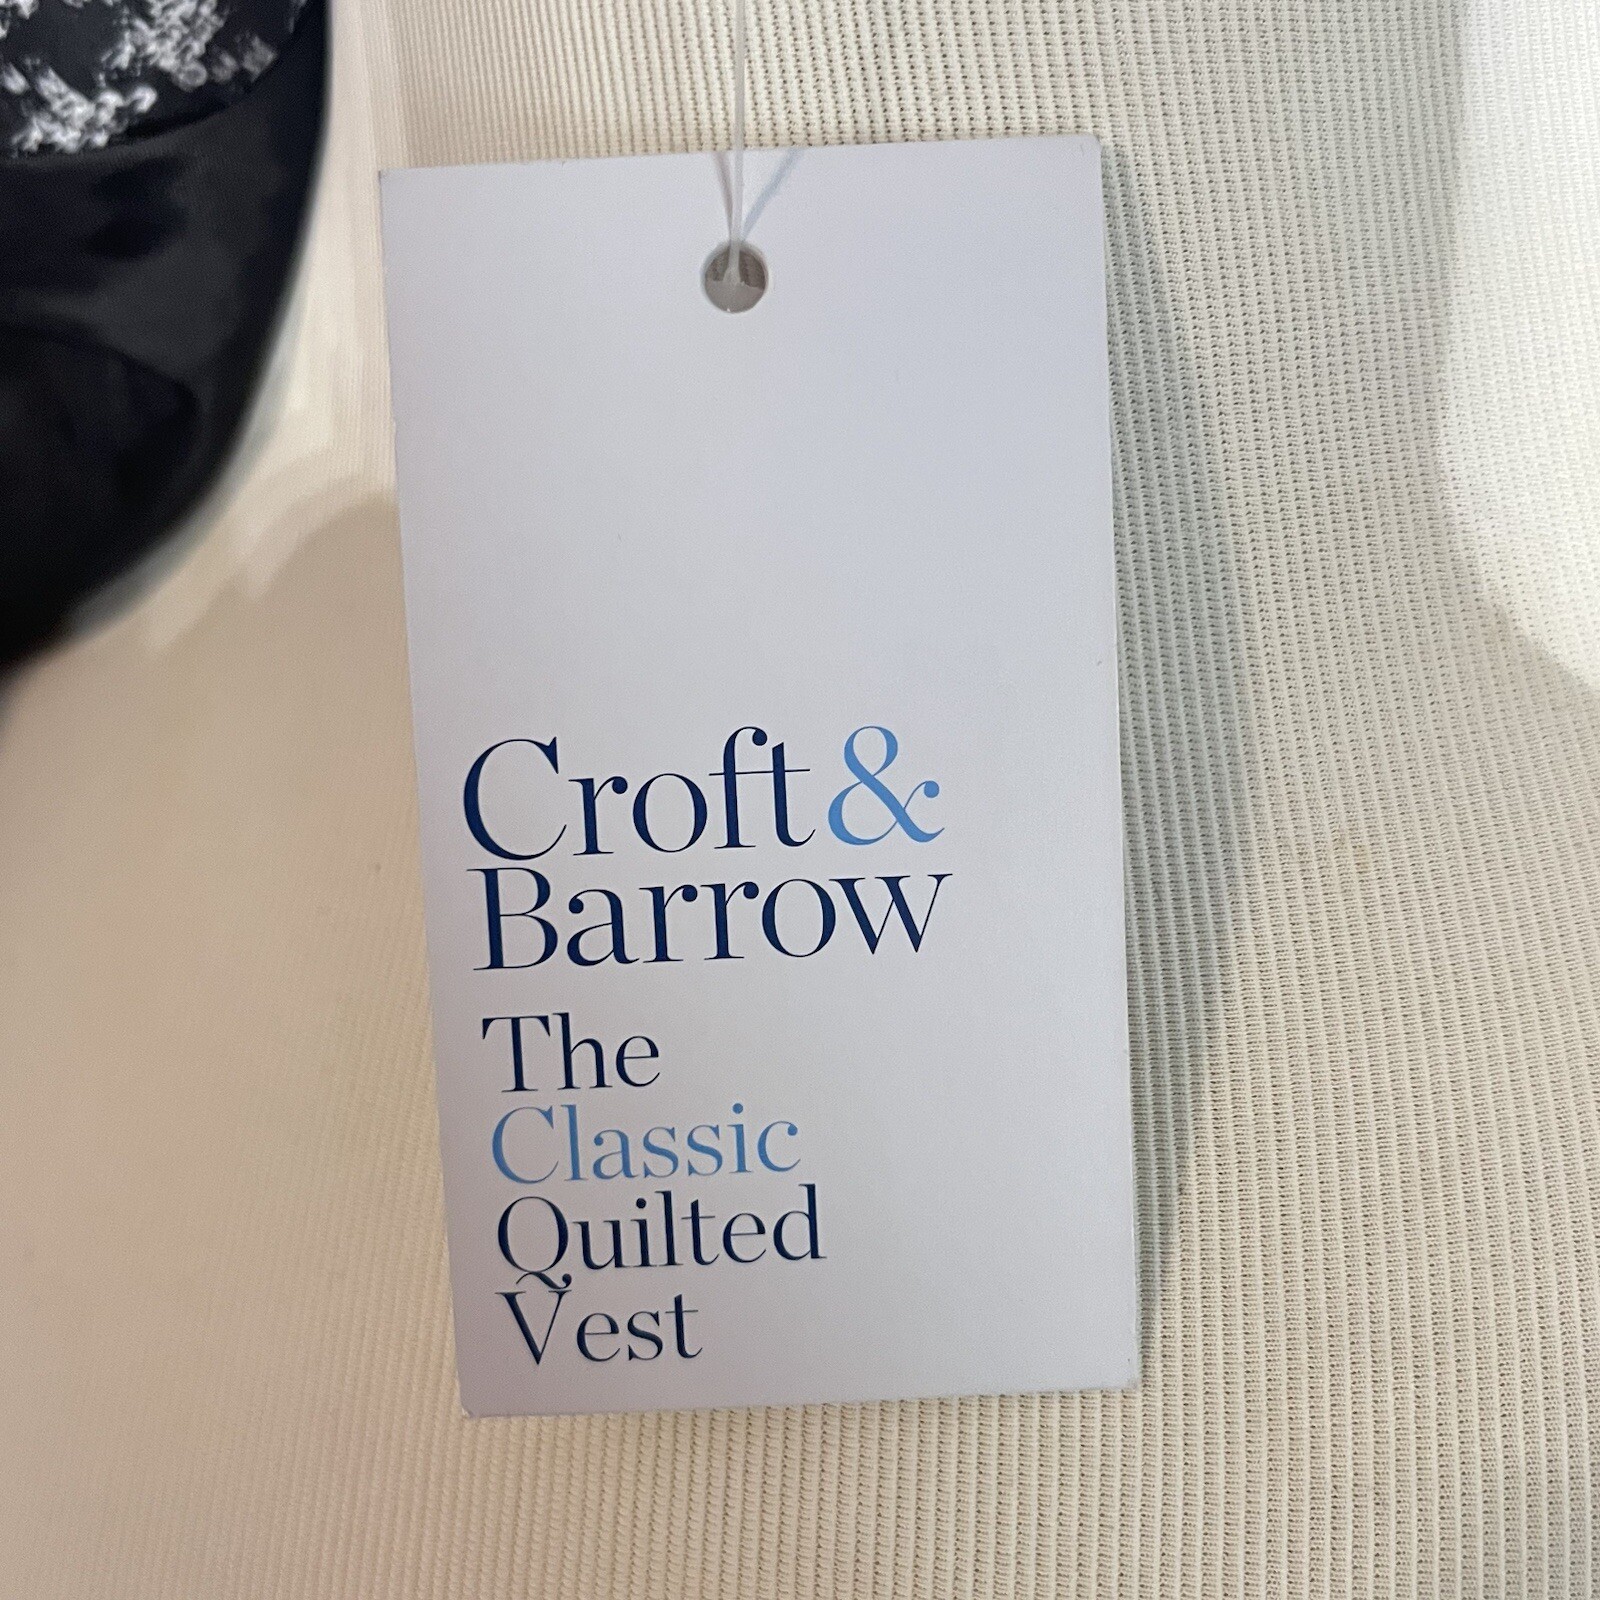 Croft &
Barrow
The
Classic
Quilted
Vest